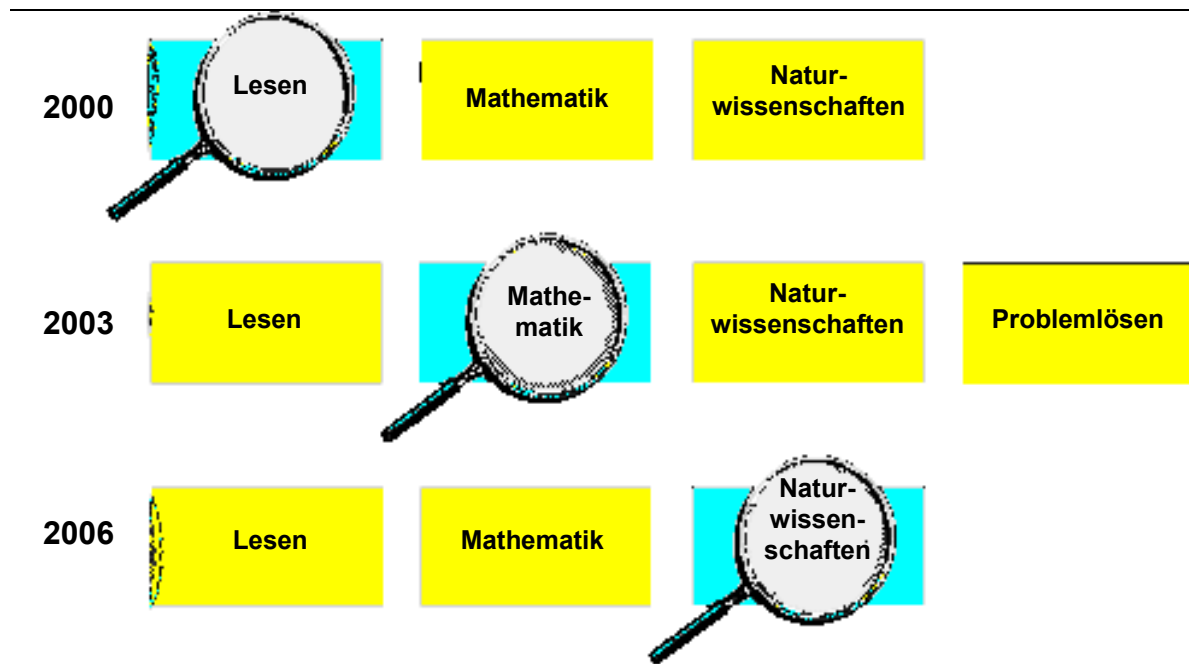 2000
Lesen
Mathematik
Natur-
wissenschaften
2003
Lesen
Mathe-
matik
Natur-
wissenschaften
Problemlösen
2006
Lesen
Mathematik
Natur-
wissen-
schaften